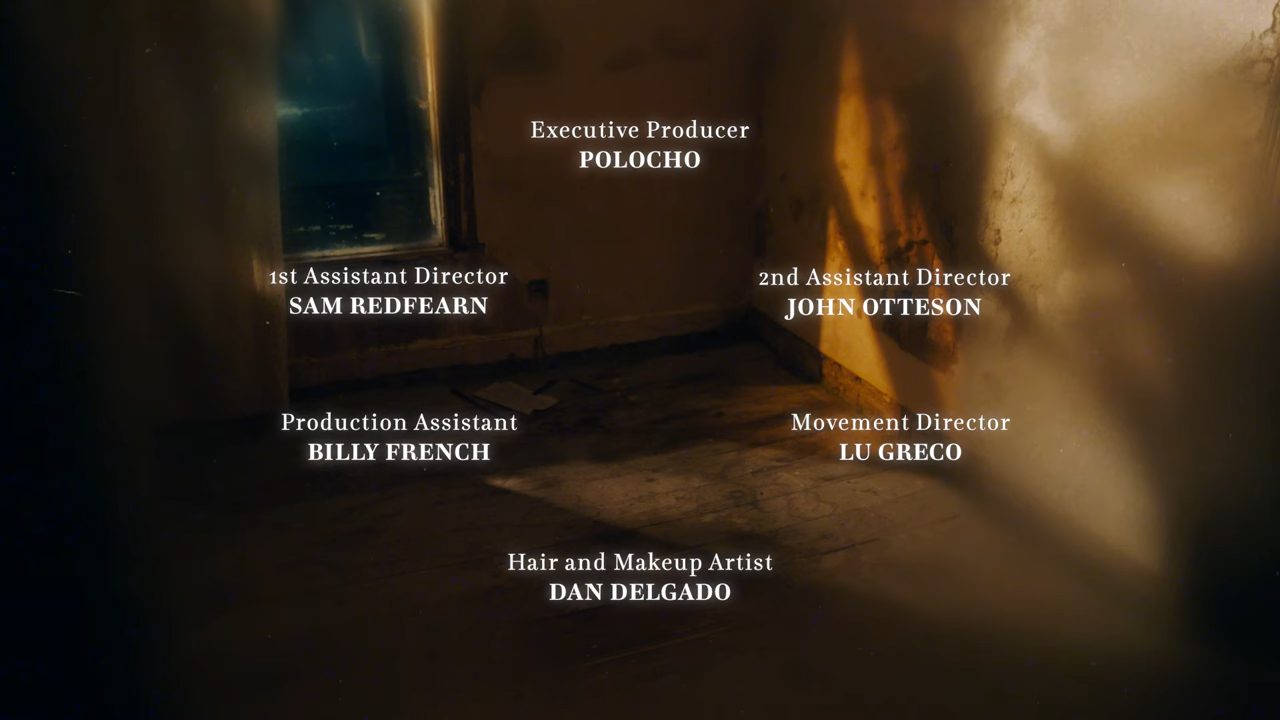 Executive Producer
POLOCHO
1st Assistant Director
SAM REDFEARN
2nd Assistant Director
JOHN OTTESON
Production Assistant
BILLY FRENCH
Movement Director
LU GRECO
Hair and Makeup Artist
DAN DELGADO